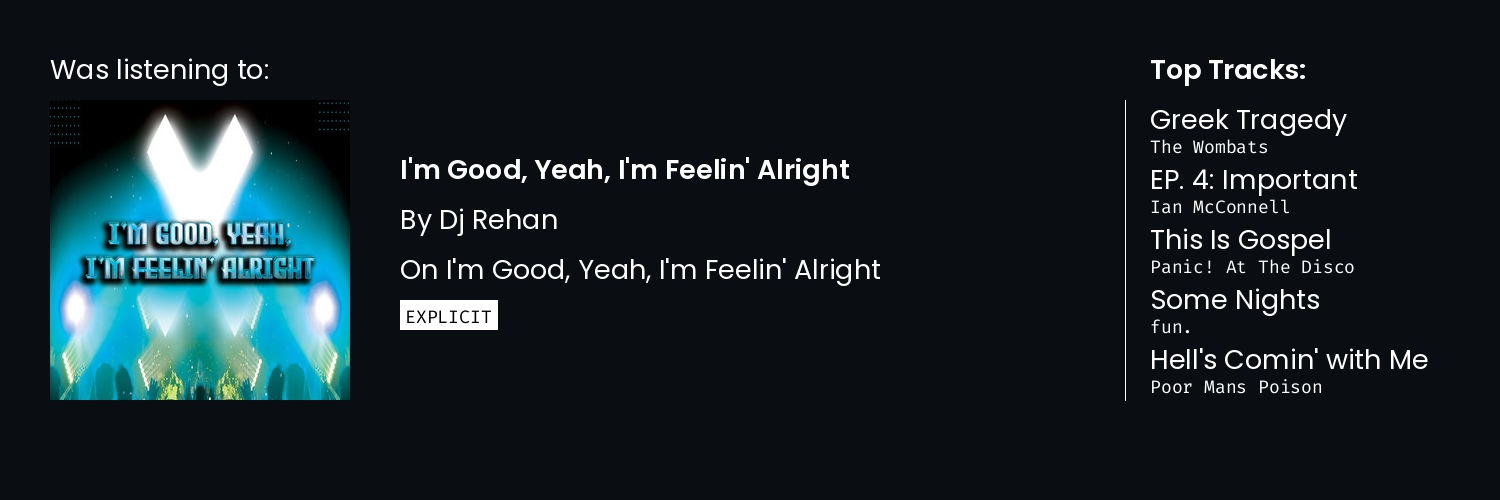 Was listening to:
I'M GOOD, YEAH,
I'M FEELIN' ALRIGHT
I'm Good, Yeah, I'm Feelin' Alright
By Dj Rehan
On I'm Good, Yeah, I'm Feelin' Alright
EXPLICIT
Top Tracks:
Greek Tragedy
The Wombats
EP. 4: Important
Ian McConnell
This Is Gospel
Panic! At The Disco
Some Nights
fun.
Hell's Comin' with Me
Poor Mans Poison